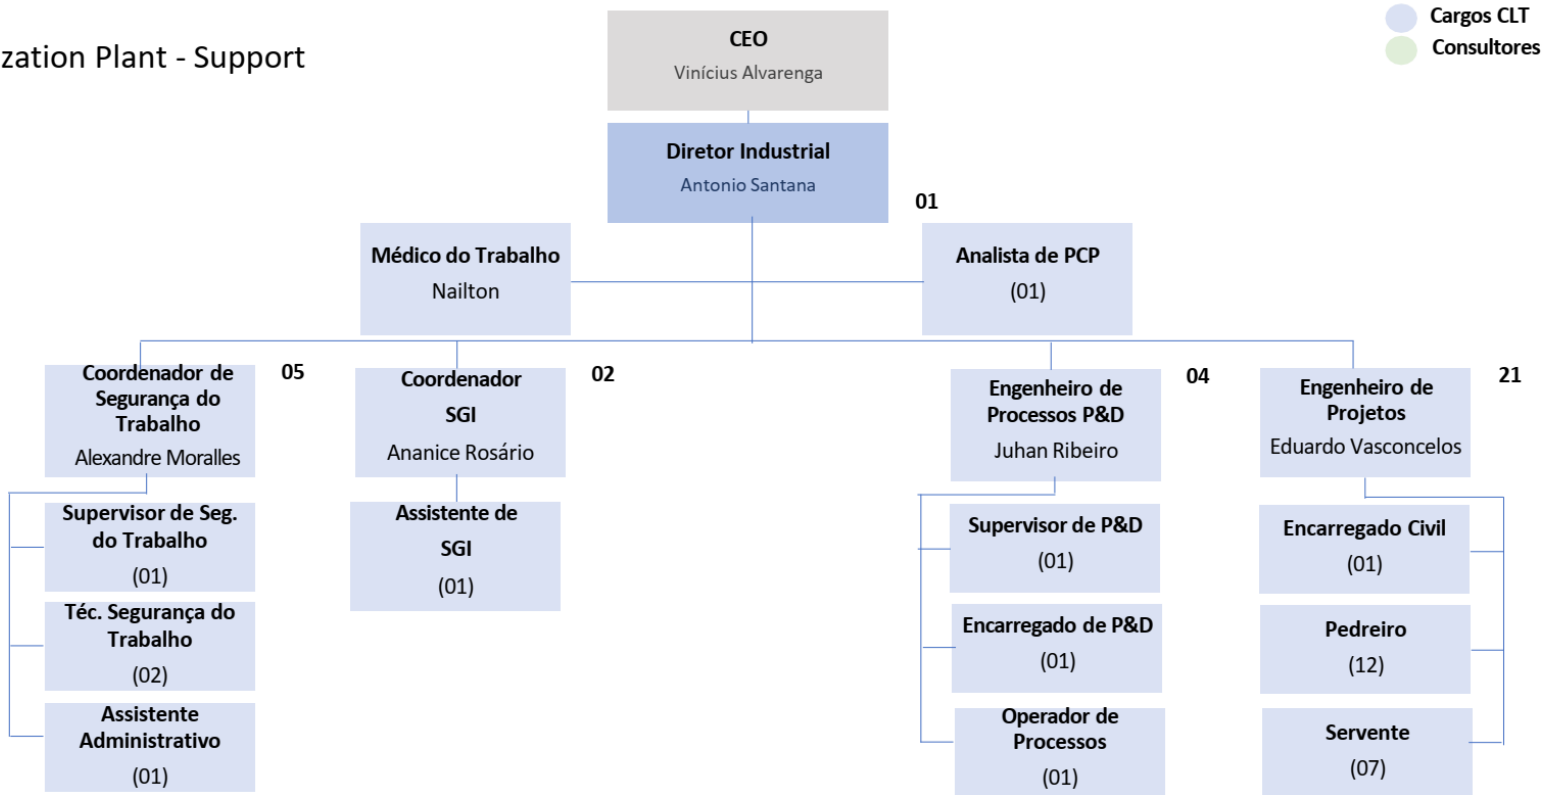 zation Plant - Support
Cargos CLT
Consultores
CEO
Vinícius Alvarenga
Diretor Industrial
Antonio Santana
01
Médico do Trabalho
Nailton
Analista de PCP
(01)
Coordenador de
Segurança do
Trabalho
Alexandre Moralles
05
Coordenador
SGI
Ananice Rosário
02
Engenheiro de
Processos P&D
Juhan Ribeiro
04
Engenheiro de
Projetos
Eduardo Vasconcelos
21
Supervisor de Seg.
do Trabalho
(01)
Téc. Segurança do
Trabalho
(02)
Assistente
Administrativo
(01)
Assistente de
SGI
(01)
Supervisor de P&D
(01)
Encarregado de P&D
(01)
Operador de
Processos
(01)
Encarregado Civil
(01)
Pedreiro
(12)
Servente
(07)